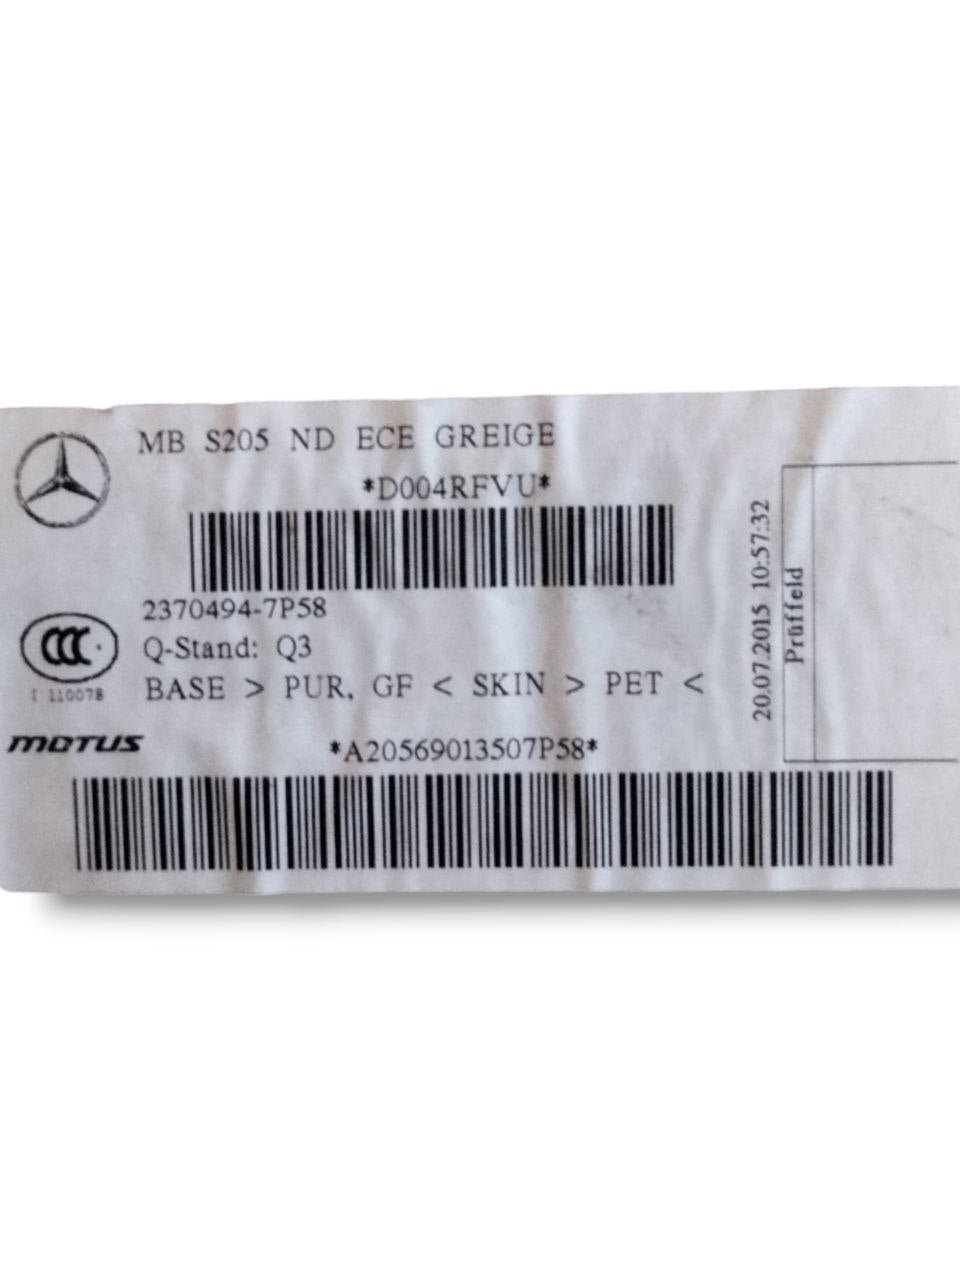 MB S205 ND ECE GREIGE
*D004RFVU*
2370494-7P58
Q-Stand: Q3
I 110078
BASE > PUR, GF < SKIN > PET <
MOTUS
*A20569013507P58*
20.07.2015 10:57:32
Prüffeld